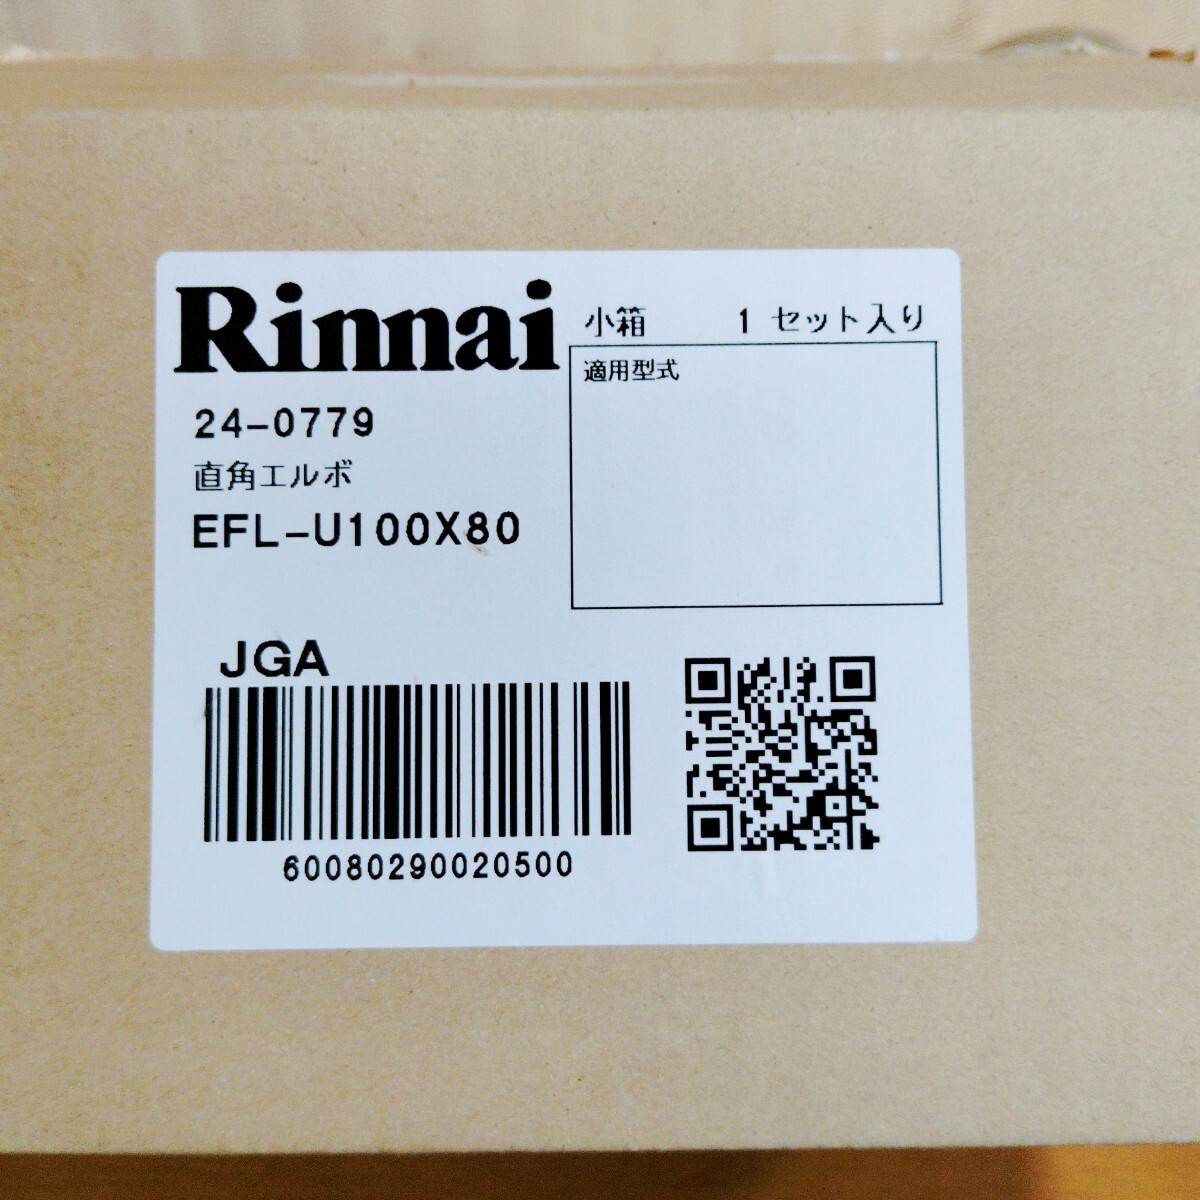 Rinnai
小箱 1 セット入り
適用型式
24-0779
直角エルボ
EFL-U100X80
JGA
60080290020500